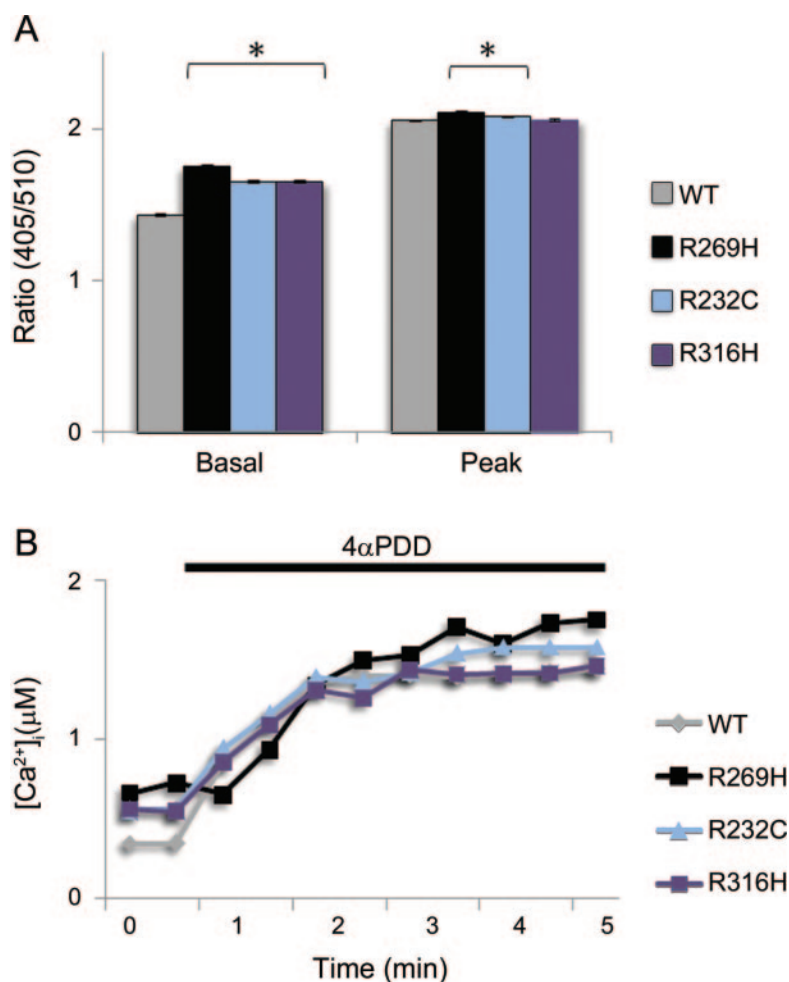 A
* *
2
1
0
Ratio (405/510)
Basal Peak
WT
R269H
R232C
R316H
B
4αPDD
2
1
0
[Ca²⁺]ᵢ(μM)
0 1 2 3 4 5
Time (min)
WT
R269H
R232C
R316H